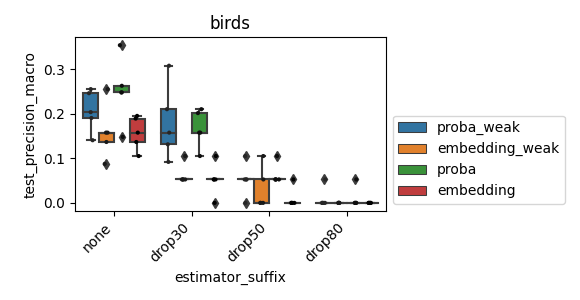 birds
test_precision_macro
0.3
0.2
0.1
0.0
none
drop30
drop50
drop80
estimator_suffix
proba_weak
embedding_weak
proba
embedding